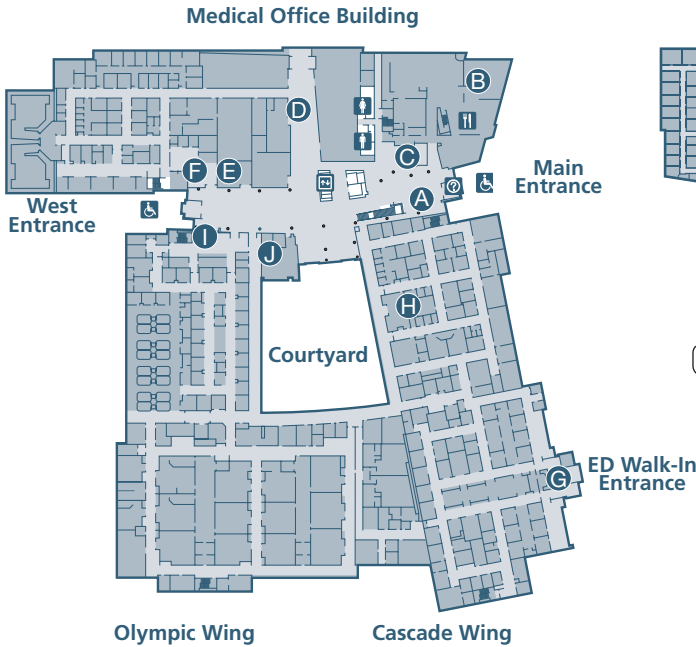 Medical Office Building
B
D
C
F
E
Main
Entrance
?
A
West
Entrance
I
J
H
Courtyard
ED Walk-In
Entrance
G
Olympic Wing
Cascade Wing